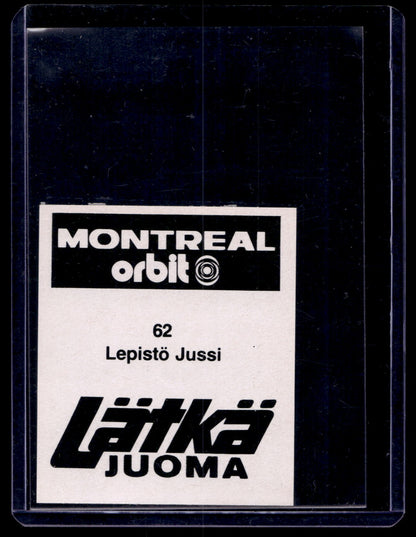 MONTREAL
orbit
62
Lepistö Jussi
Lätkä
JUOMA